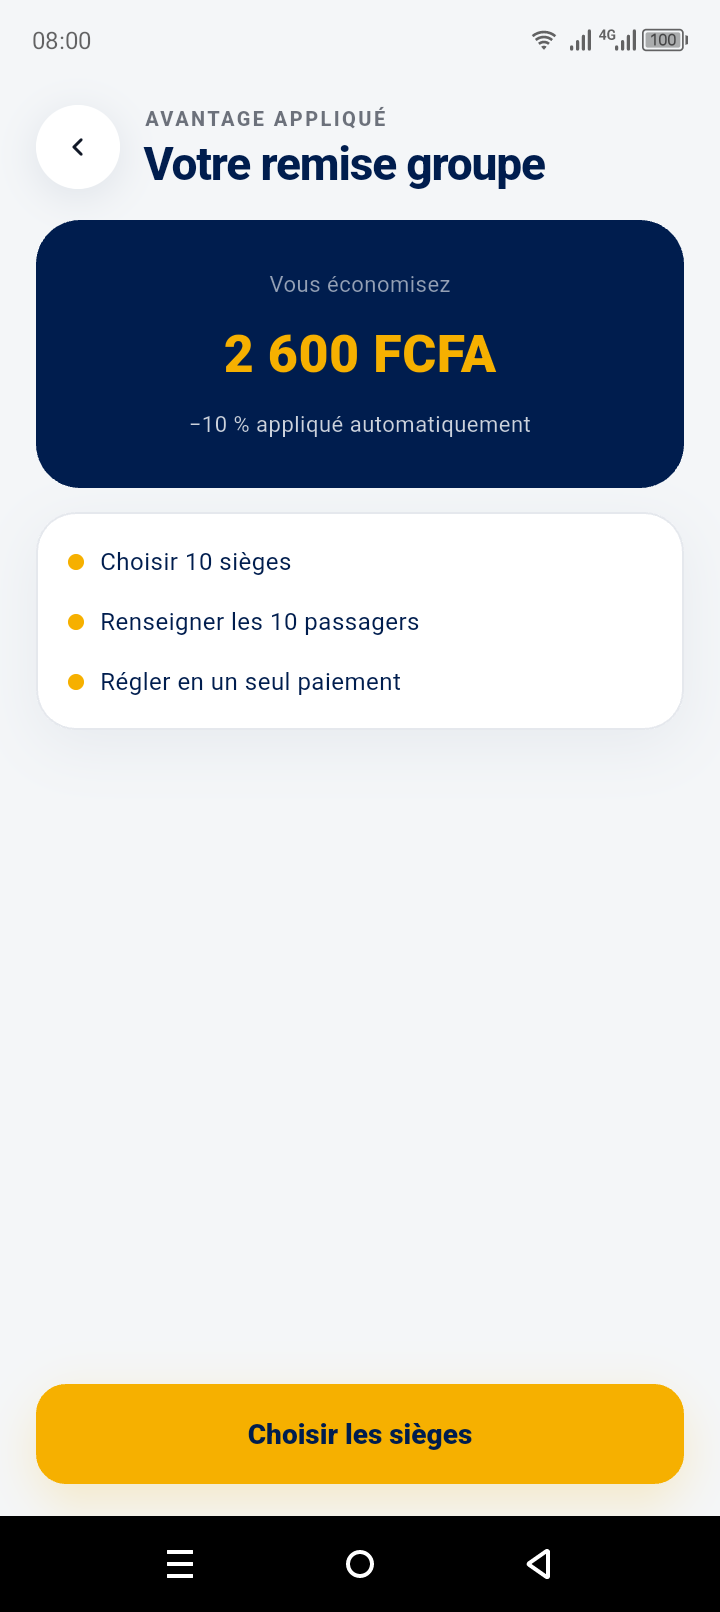 08:00
4G
100
AVANTAGE APPLIQUÉ
Votre remise groupe
Vous économisez
2 600 FCFA
−10 % appliqué automatiquement
Choisir 10 sièges
Renseigner les 10 passagers
Régler en un seul paiement
Choisir les sièges